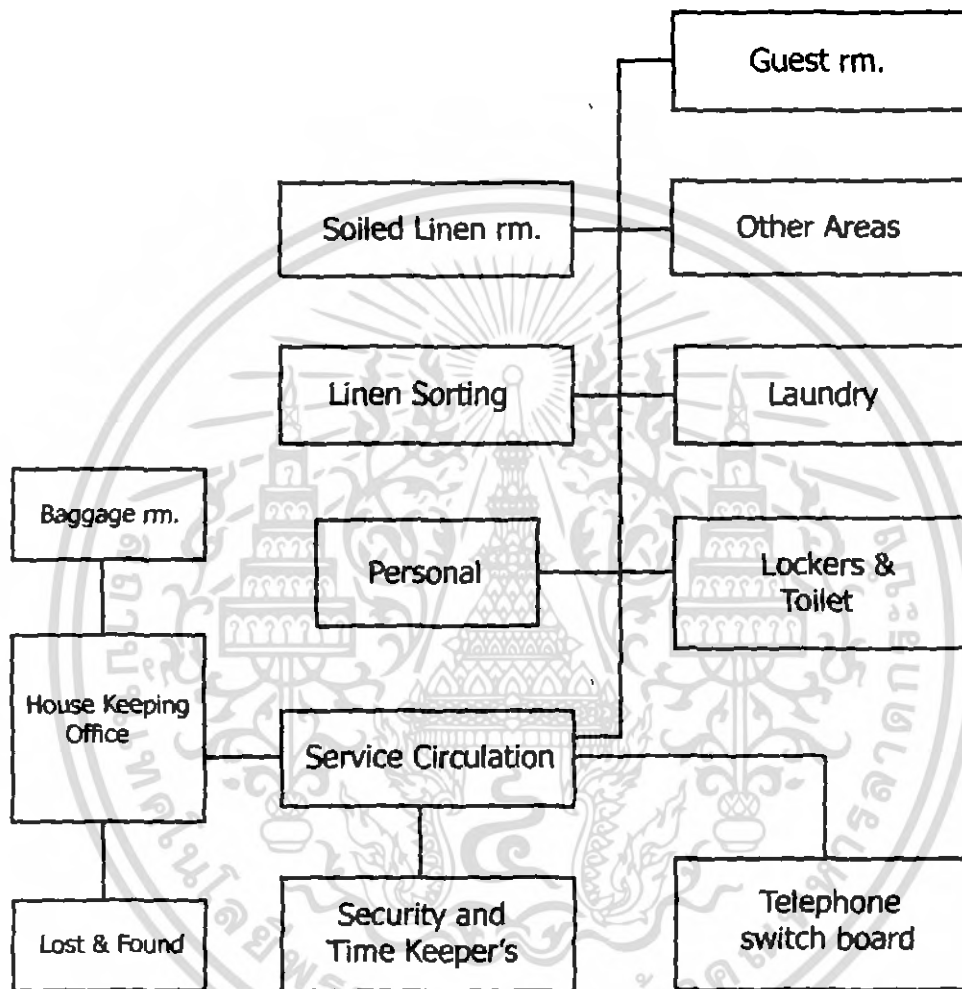 Guest rm.
Soiled Linen rm.
Other Areas
Linen Sorting
Laundry
Baggage rm.
Personal
Lockers &
Toilet
House Keeping
Office
Service Circulation
Security and
Time Keeper's
Telephone
switch board
Lost & Found